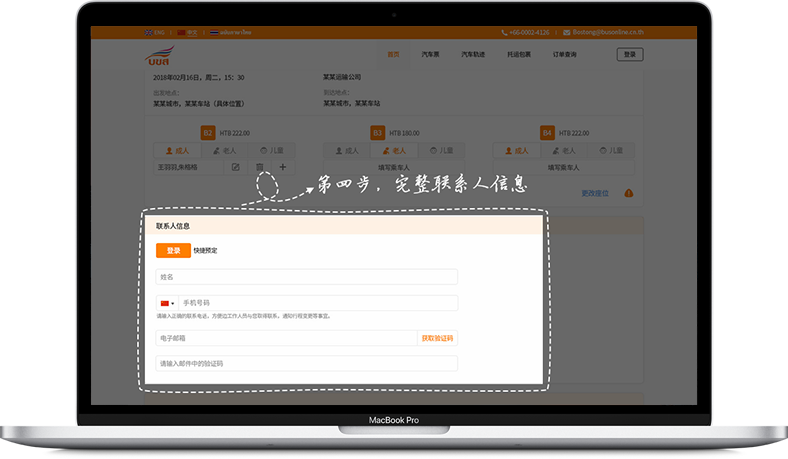 ENG | 中文 | ฉบับภาษาไทย
+66-0002-4126 | Bostong@busonline.co.th
บขส
首页 汽车票 汽车轨迹 托运包裹 订单查询 登录
2018年02月16日，周二，15：30 某某运输公司
出发地点： 到达地点：
某某城市，某某车站（具体位置） 某某城市，某某车站
B2 HTB 222.00 B3 HTB 180.00 B4 HTB 222.00
成人 老人 儿童 成人 老人 儿童 成人 老人 儿童
王羽羽,朱格格 填写乘车人 填写乘车人
第四步，完整联系人信息
更改座位
联系人信息
登录 快捷预定
姓名
手机号码
请输入正确的联系电话，方便边工作人员与您取得联系，通知行程变更等事宜。
电子邮箱 获取验证码
请输入邮件中的验证码
MacBook Pro